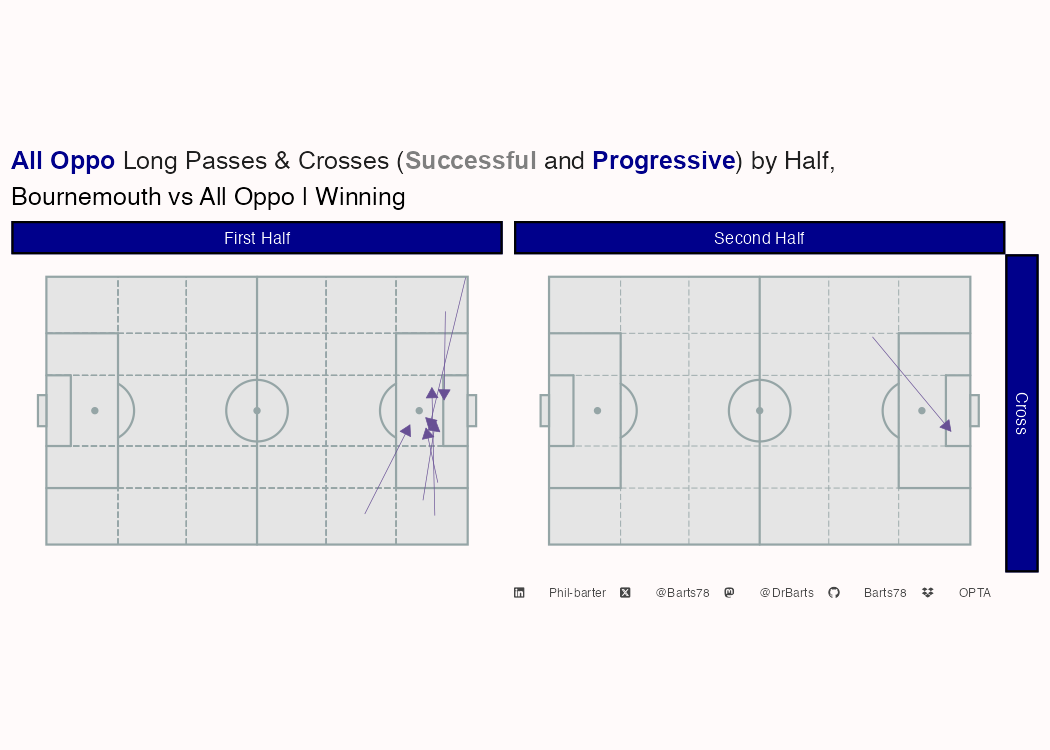 All Oppo Long Passes & Crosses (Successful and Progressive) by Half,
Bournemouth vs All Oppo | Winning
First Half
Second Half
Cross
Phil-barter @Barts78 @DrBarts Barts78 OPTA